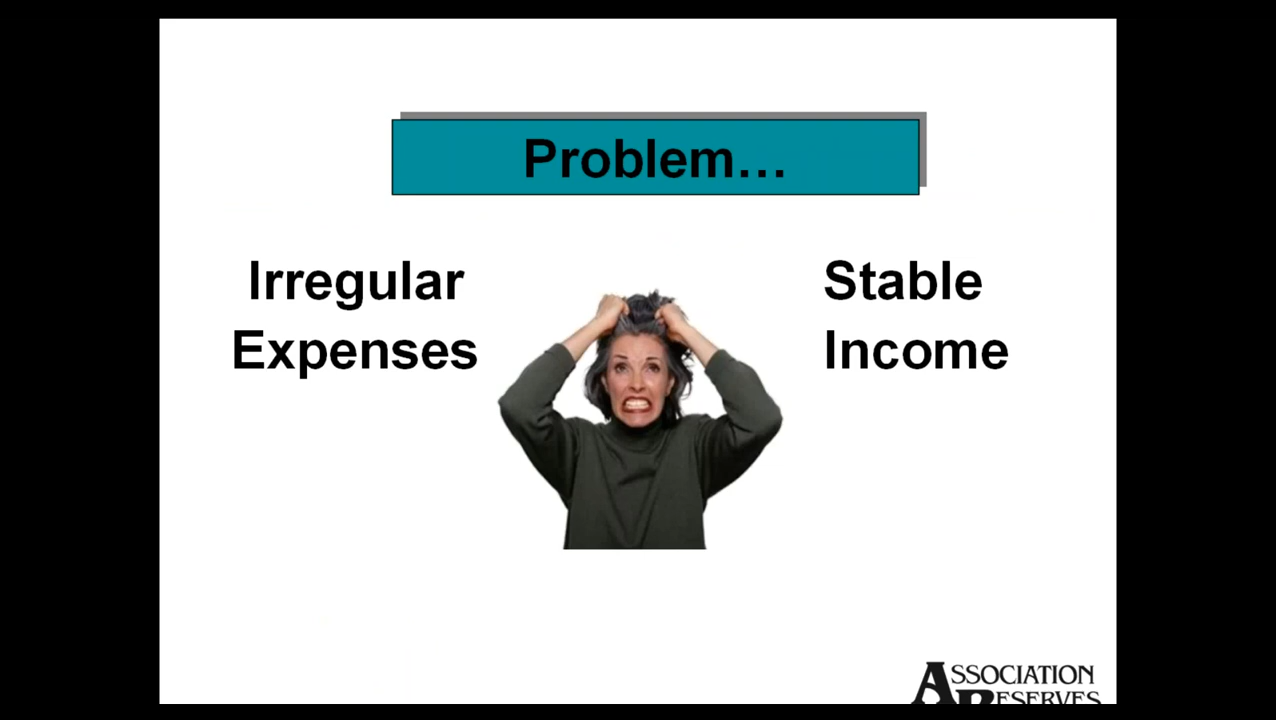 Problem…
Irregular
Expenses
Stable
Income
ASSOCIATION
RESERVES